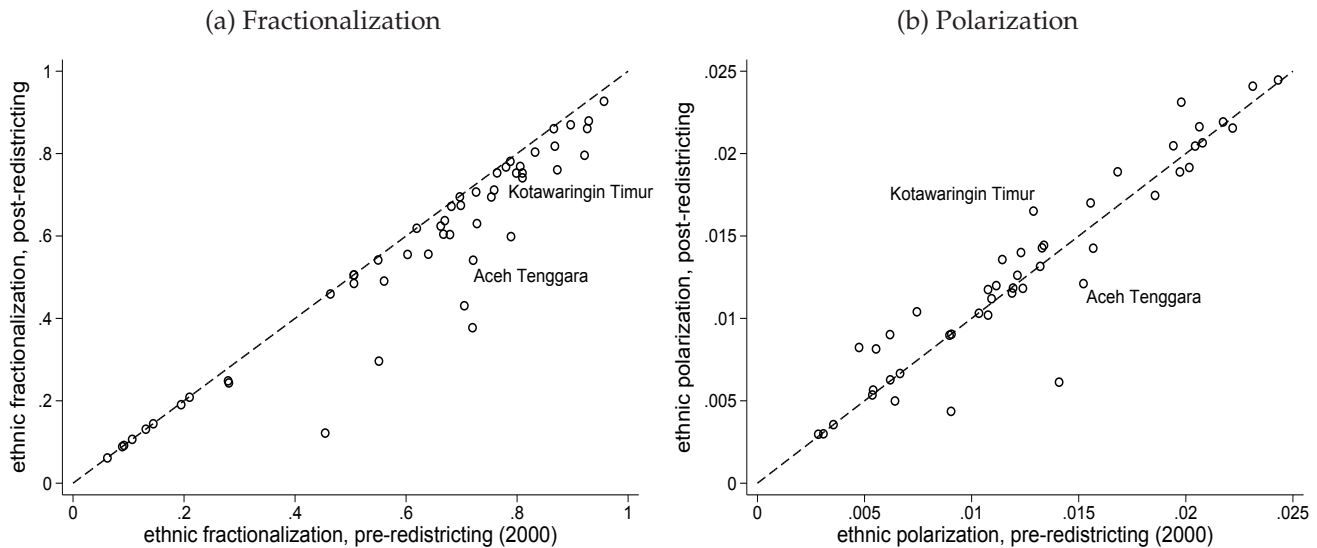 (a) Fractionalization
ethnic fractionalization, post-redistricting
1
.8
.6
.4
.2
0
Kotawaringin Timur
Aceh Tenggara
0 .2 .4 .6 .8 1
ethnic fractionalization, pre-redistricting (2000)
(b) Polarization
ethnic polarization, post-redistricting
.025
.02
.015
.01
.005
0
Kotawaringin Timur
Aceh Tenggara
0 .005 .01 .015 .02 .025
ethnic polarization, pre-redistricting (2000)